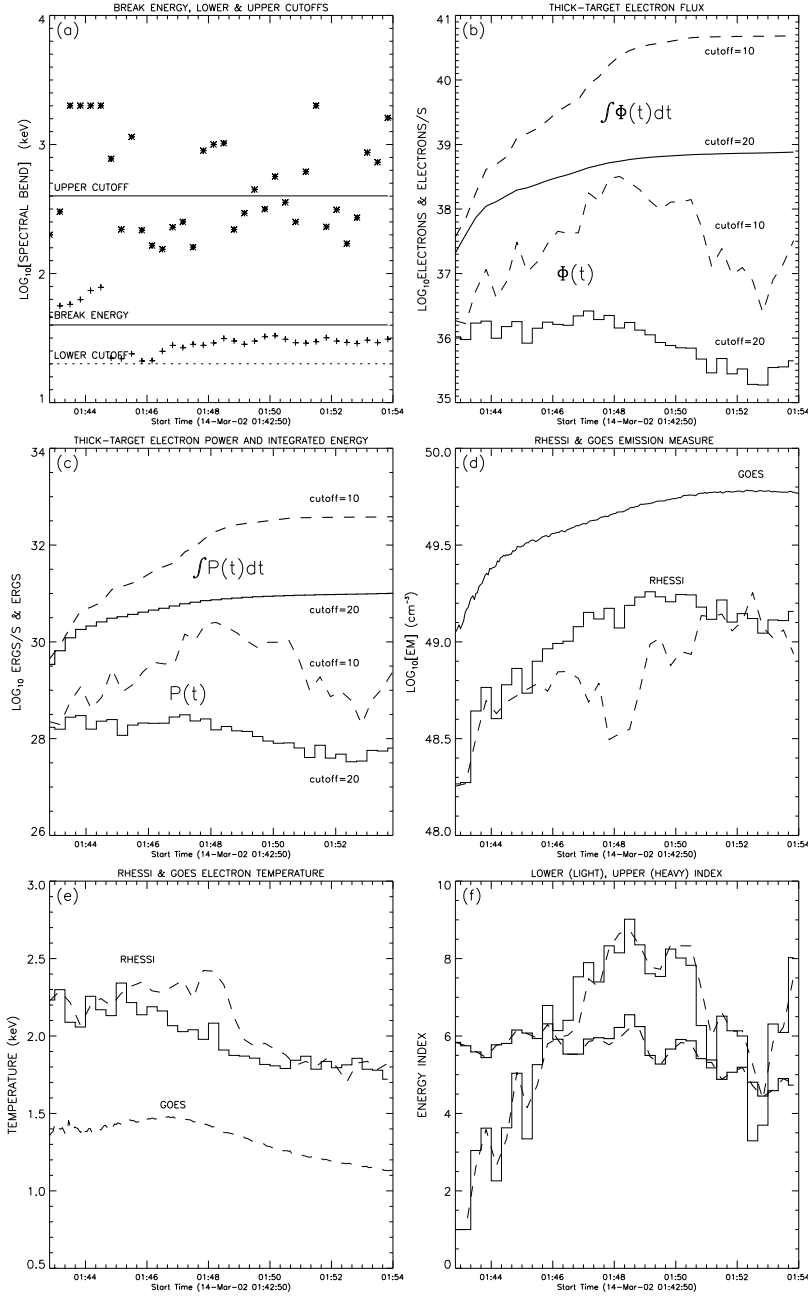 BREAK ENERGY, LOWER & UPPER CUTOFFS
(a)
LOG10[SPECTRAL BEND] (keV)
4
3
2
1
UPPER CUTOFF
BREAK ENERGY
LOWER CUTOFF
01:44 01:46 01:48 01:50 01:52 01:54
Start Time (14-Mar-02 01:42:50)
THICK-TARGET ELECTRON FLUX
(b)
LOG10ELECTRONS & ELECTRONS/S
41
40
39
38
37
36
35
cutoff=10
∫Φ(t)dt
cutoff=20
cutoff=10
Φ(t)
cutoff=20
01:44 01:46 01:48 01:50 01:52 01:54
Start Time (14-Mar-02 01:42:50)
THICK-TARGET ELECTRON POWER AND INTEGRATED ENERGY
(c)
LOG10 ERGS/S & ERGS
34
32
30
28
26
cutoff=10
∫P(t)dt
cutoff=20
cutoff=10
P(t)
cutoff=20
01:44 01:46 01:48 01:50 01:52
Start Time (14-Mar-02 01:42:50)
RHESSI & GOES EMISSION MEASURE
(d)
LOG10[EM] (cm-3)
50.0
49.5
49.0
48.5
48.0
GOES
RHESSI
01:44 01:46 01:48 01:50 01:52 01:54
Start Time (14-Mar-02 01:42:50)
RHESSI & GOES ELECTRON TEMPERATURE
(e)
TEMPERATURE (keV)
3.0
2.5
2.0
1.5
1.0
0.5
RHESSI
GOES
01:44 01:46 01:48 01:50 01:52
Start Time (14-Mar-02 01:42:50)
LOWER (LIGHT), UPPER (HEAVY) INDEX
(f)
ENERGY INDEX
10
8
6
4
2
0
01:44 01:46 01:48 01:50 01:52 01:54
Start Time (14-Mar-02 01:42:50)